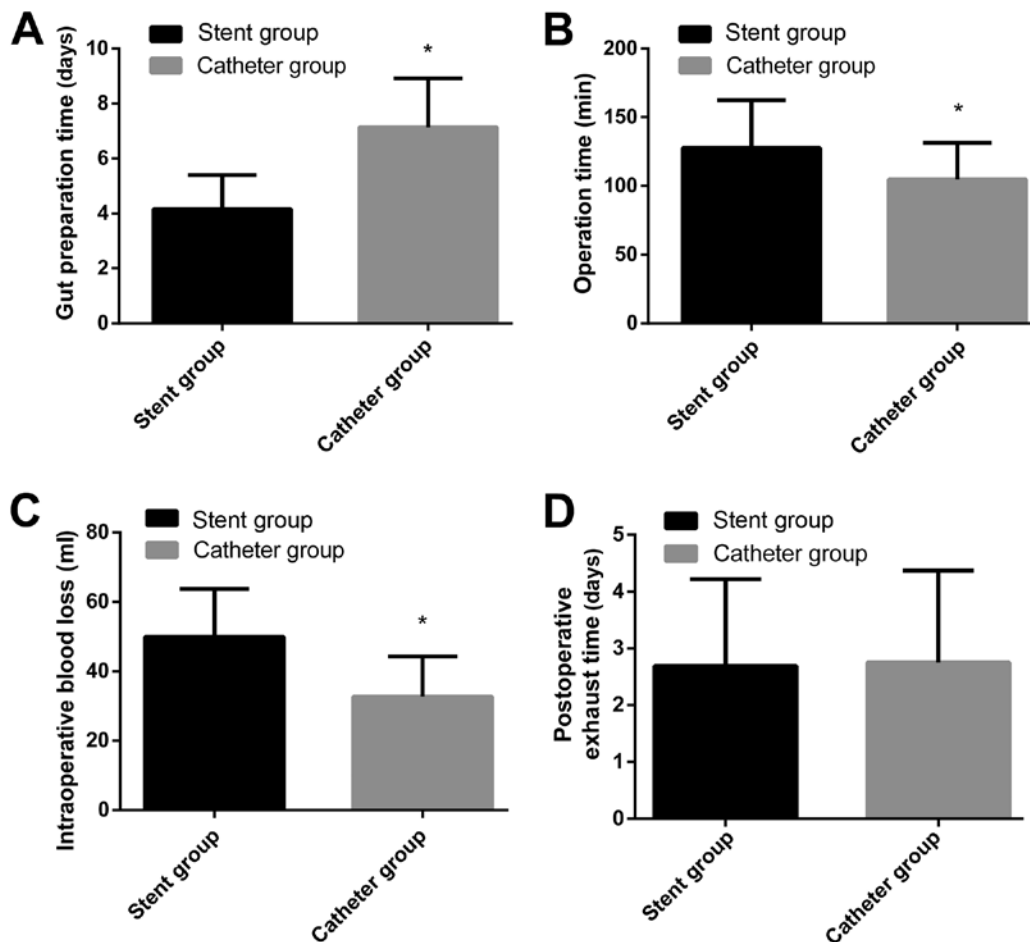 A
Stent group
Catheter group
Gut preparation time (days)
10
8
6
4
2
0
*
Stent group
Catheter group
B
Stent group
Catheter group
Operation time (min)
200
150
100
50
0
*
Stent group
Catheter group
C
Stent group
Catheter group
Intraoperative blood loss (ml)
80
60
40
20
0
*
Stent group
Catheter group
D
Stent group
Catheter group
Postoperative
exhaust time (days)
5
4
3
2
1
0
Stent group
Catheter group